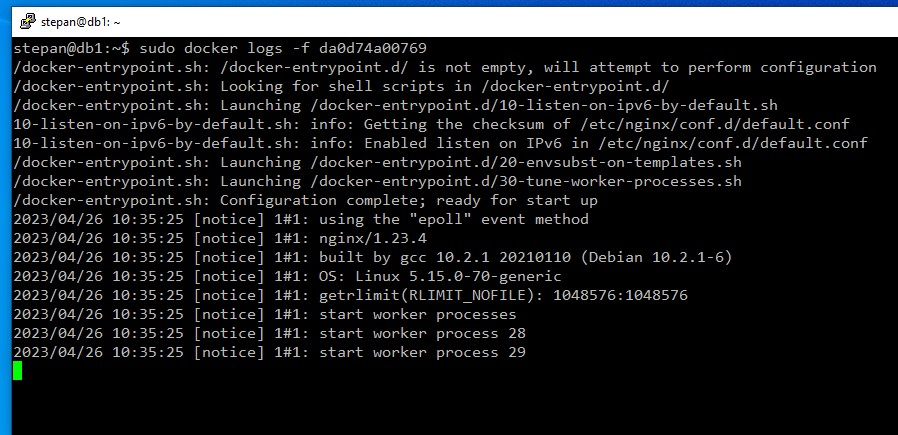 stepan@db1: ~
stepan@db1:~$ sudo docker logs -f da0d74a00769
/docker-entrypoint.sh: /docker-entrypoint.d/ is not empty, will attempt to perform configuration
/docker-entrypoint.sh: Looking for shell scripts in /docker-entrypoint.d/
/docker-entrypoint.sh: Launching /docker-entrypoint.d/10-listen-on-ipv6-by-default.sh
10-listen-on-ipv6-by-default.sh: info: Getting the checksum of /etc/nginx/conf.d/default.conf
10-listen-on-ipv6-by-default.sh: info: Enabled listen on IPv6 in /etc/nginx/conf.d/default.conf
/docker-entrypoint.sh: Launching /docker-entrypoint.d/20-envsubst-on-templates.sh
/docker-entrypoint.sh: Launching /docker-entrypoint.d/30-tune-worker-processes.sh
/docker-entrypoint.sh: Configuration complete; ready for start up
2023/04/26 10:35:25 [notice] 1#1: using the "epoll" event method
2023/04/26 10:35:25 [notice] 1#1: nginx/1.23.4
2023/04/26 10:35:25 [notice] 1#1: built by gcc 10.2.1 20210110 (Debian 10.2.1-6)
2023/04/26 10:35:25 [notice] 1#1: OS: Linux 5.15.0-70-generic
2023/04/26 10:35:25 [notice] 1#1: getrlimit(RLIMIT_NOFILE): 1048576:1048576
2023/04/26 10:35:25 [notice] 1#1: start worker processes
2023/04/26 10:35:25 [notice] 1#1: start worker process 28
2023/04/26 10:35:25 [notice] 1#1: start worker process 29